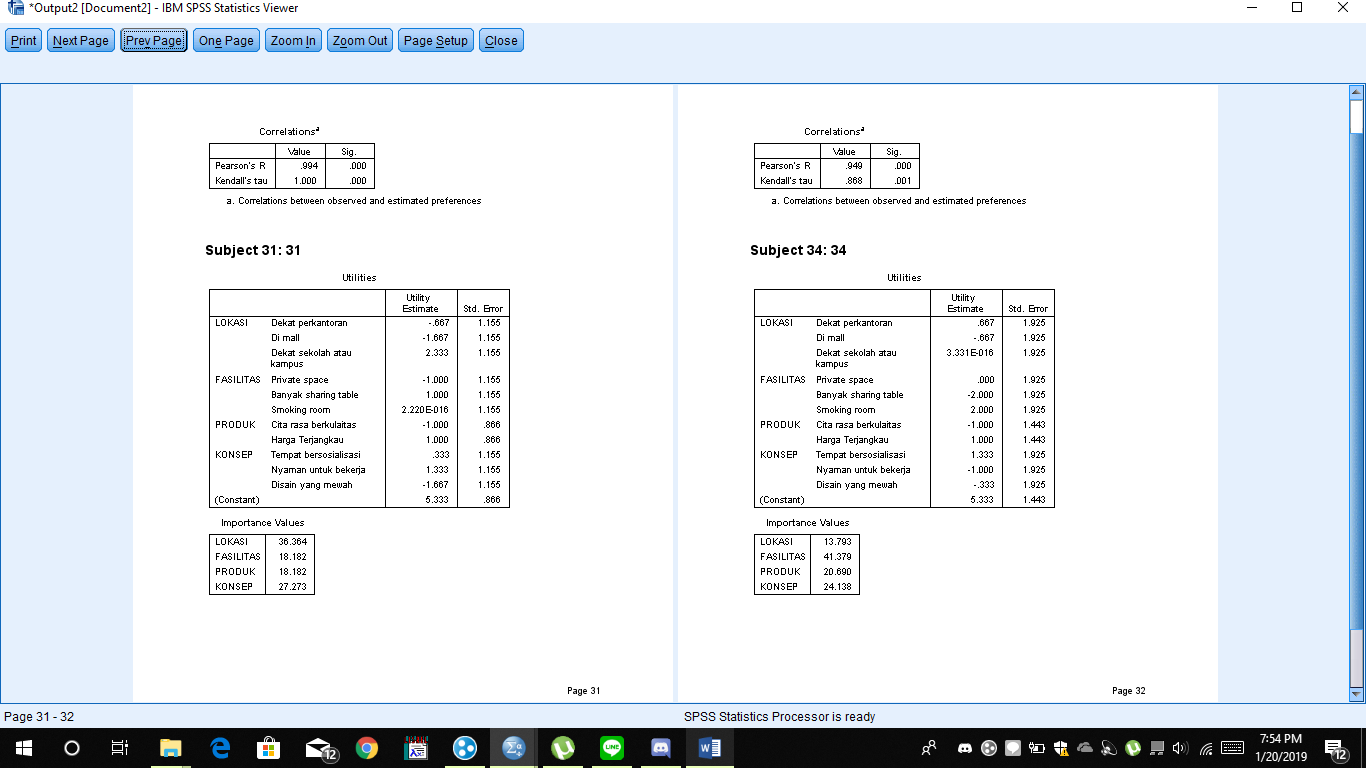 *Output2 [Document2] - IBM SPSS Statistics Viewer
Print Next Page Prev Page One Page Zoom In Zoom Out Page Setup Close
Correlationsa
Value Sig.
Pearson's R .994 .000
Kendall's tau 1.000 .000
a. Correlations between observed and estimated preferences
Subject 31: 31
Utilities
Utility
Estimate Std. Error
LOKASI Dekat perkantoran -.667 1.155
Di mall -1.667 1.155
Dekat sekolah atau 2.333 1.155
kampus
FASILITAS Private space -1.000 1.155
Banyak sharing table 1.000 1.155
Smoking room 2.220E-016 1.155
PRODUK Cita rasa berkulaitas -1.000 .866
Harga Terjangkau 1.000 .866
KONSEP Tempat bersosialisasi .333 1.155
Nyaman untuk bekerja 1.333 1.155
Disain yang mewah -1.667 1.155
(Constant) 5.333 .866
Importance Values
LOKASI 36.364
FASILITAS 18.182
PRODUK 18.182
KONSEP 27.273
Page 31
Correlationsa
Value Sig.
Pearson's R .949 .000
Kendall's tau .868 .001
a. Correlations between observed and estimated preferences
Subject 34: 34
Utilities
Utility
Estimate Std. Error
LOKASI Dekat perkantoran .667 1.925
Di mall -.667 1.925
Dekat sekolah atau 3.331E-016 1.925
kampus
FASILITAS Private space .000 1.925
Banyak sharing table -2.000 1.925
Smoking room 2.000 1.925
PRODUK Cita rasa berkulaitas -1.000 1.443
Harga Terjangkau 1.000 1.443
KONSEP Tempat bersosialisasi 1.333 1.925
Nyaman untuk bekerja -1.000 1.925
Disain yang mewah -.333 1.925
(Constant) 5.333 1.443
Importance Values
LOKASI 13.793
FASILITAS 41.379
PRODUK 20.690
KONSEP 24.138
Page 32
Page 31 - 32 SPSS Statistics Processor is ready
12
LINE
7:54 PM
1/20/2019
12